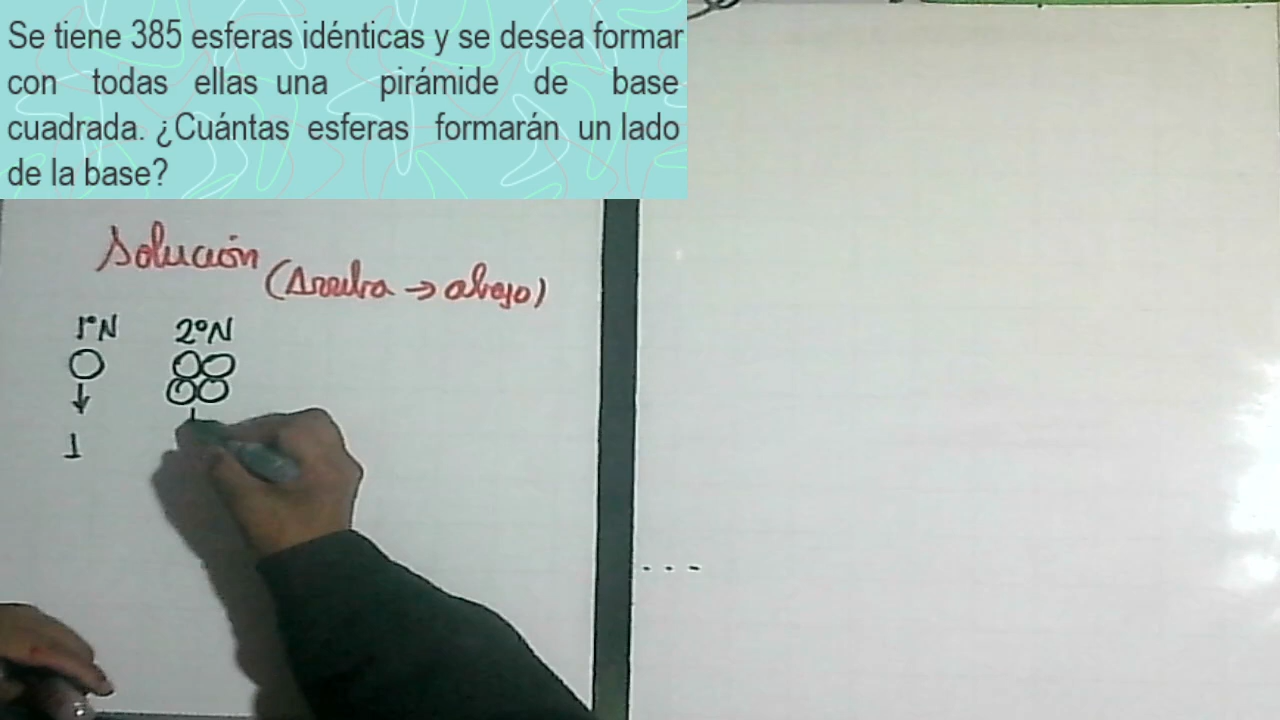 Se tiene 385 esferas idénticas y se desea formar
con todas ellas una pirámide de base
cuadrada. ¿Cuántas esferas formarán un lado
de la base?
Solución
(Arriba → abajo)
1°N 2°N
↓
1
...